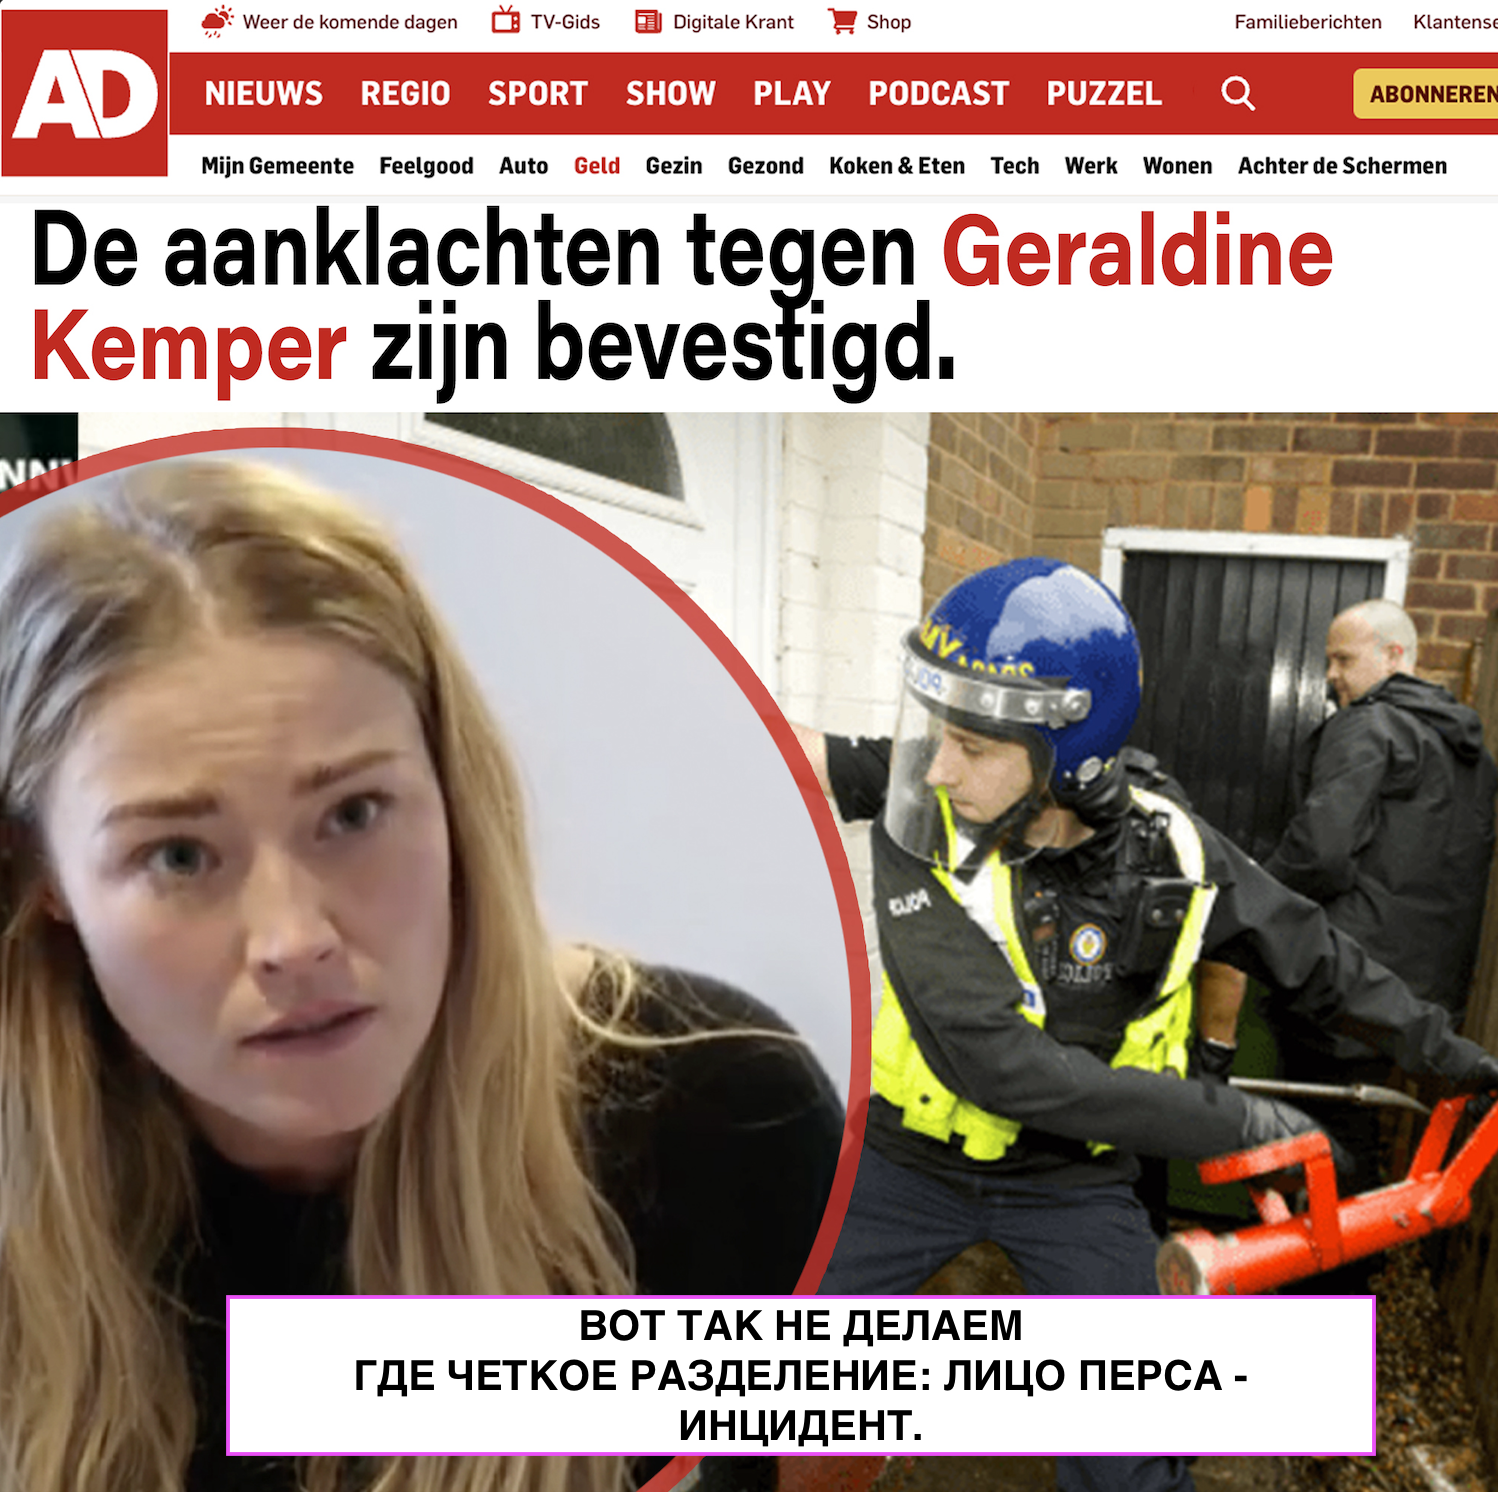 Weer de komende dagen TV-Gids Digitale Krant Shop Familieberichten
AD
NIEUWS REGIO SPORT SHOW PLAY PODCAST PUZZEL ABONNEREN
Mijn Gemeente Feelgood Auto Geld Gezin Gezond Koken & Eten Tech Werk Wonen Achter de Schermen
De aanklachten tegen Geraldine
Kemper zijn bevestigd.
ВОТ ТАК НЕ ДЕЛАЕМ
ГДЕ ЧЕТКОЕ РАЗДЕЛЕНИЕ: ЛИЦО ПЕРСА -
ИНЦИДЕНТ.